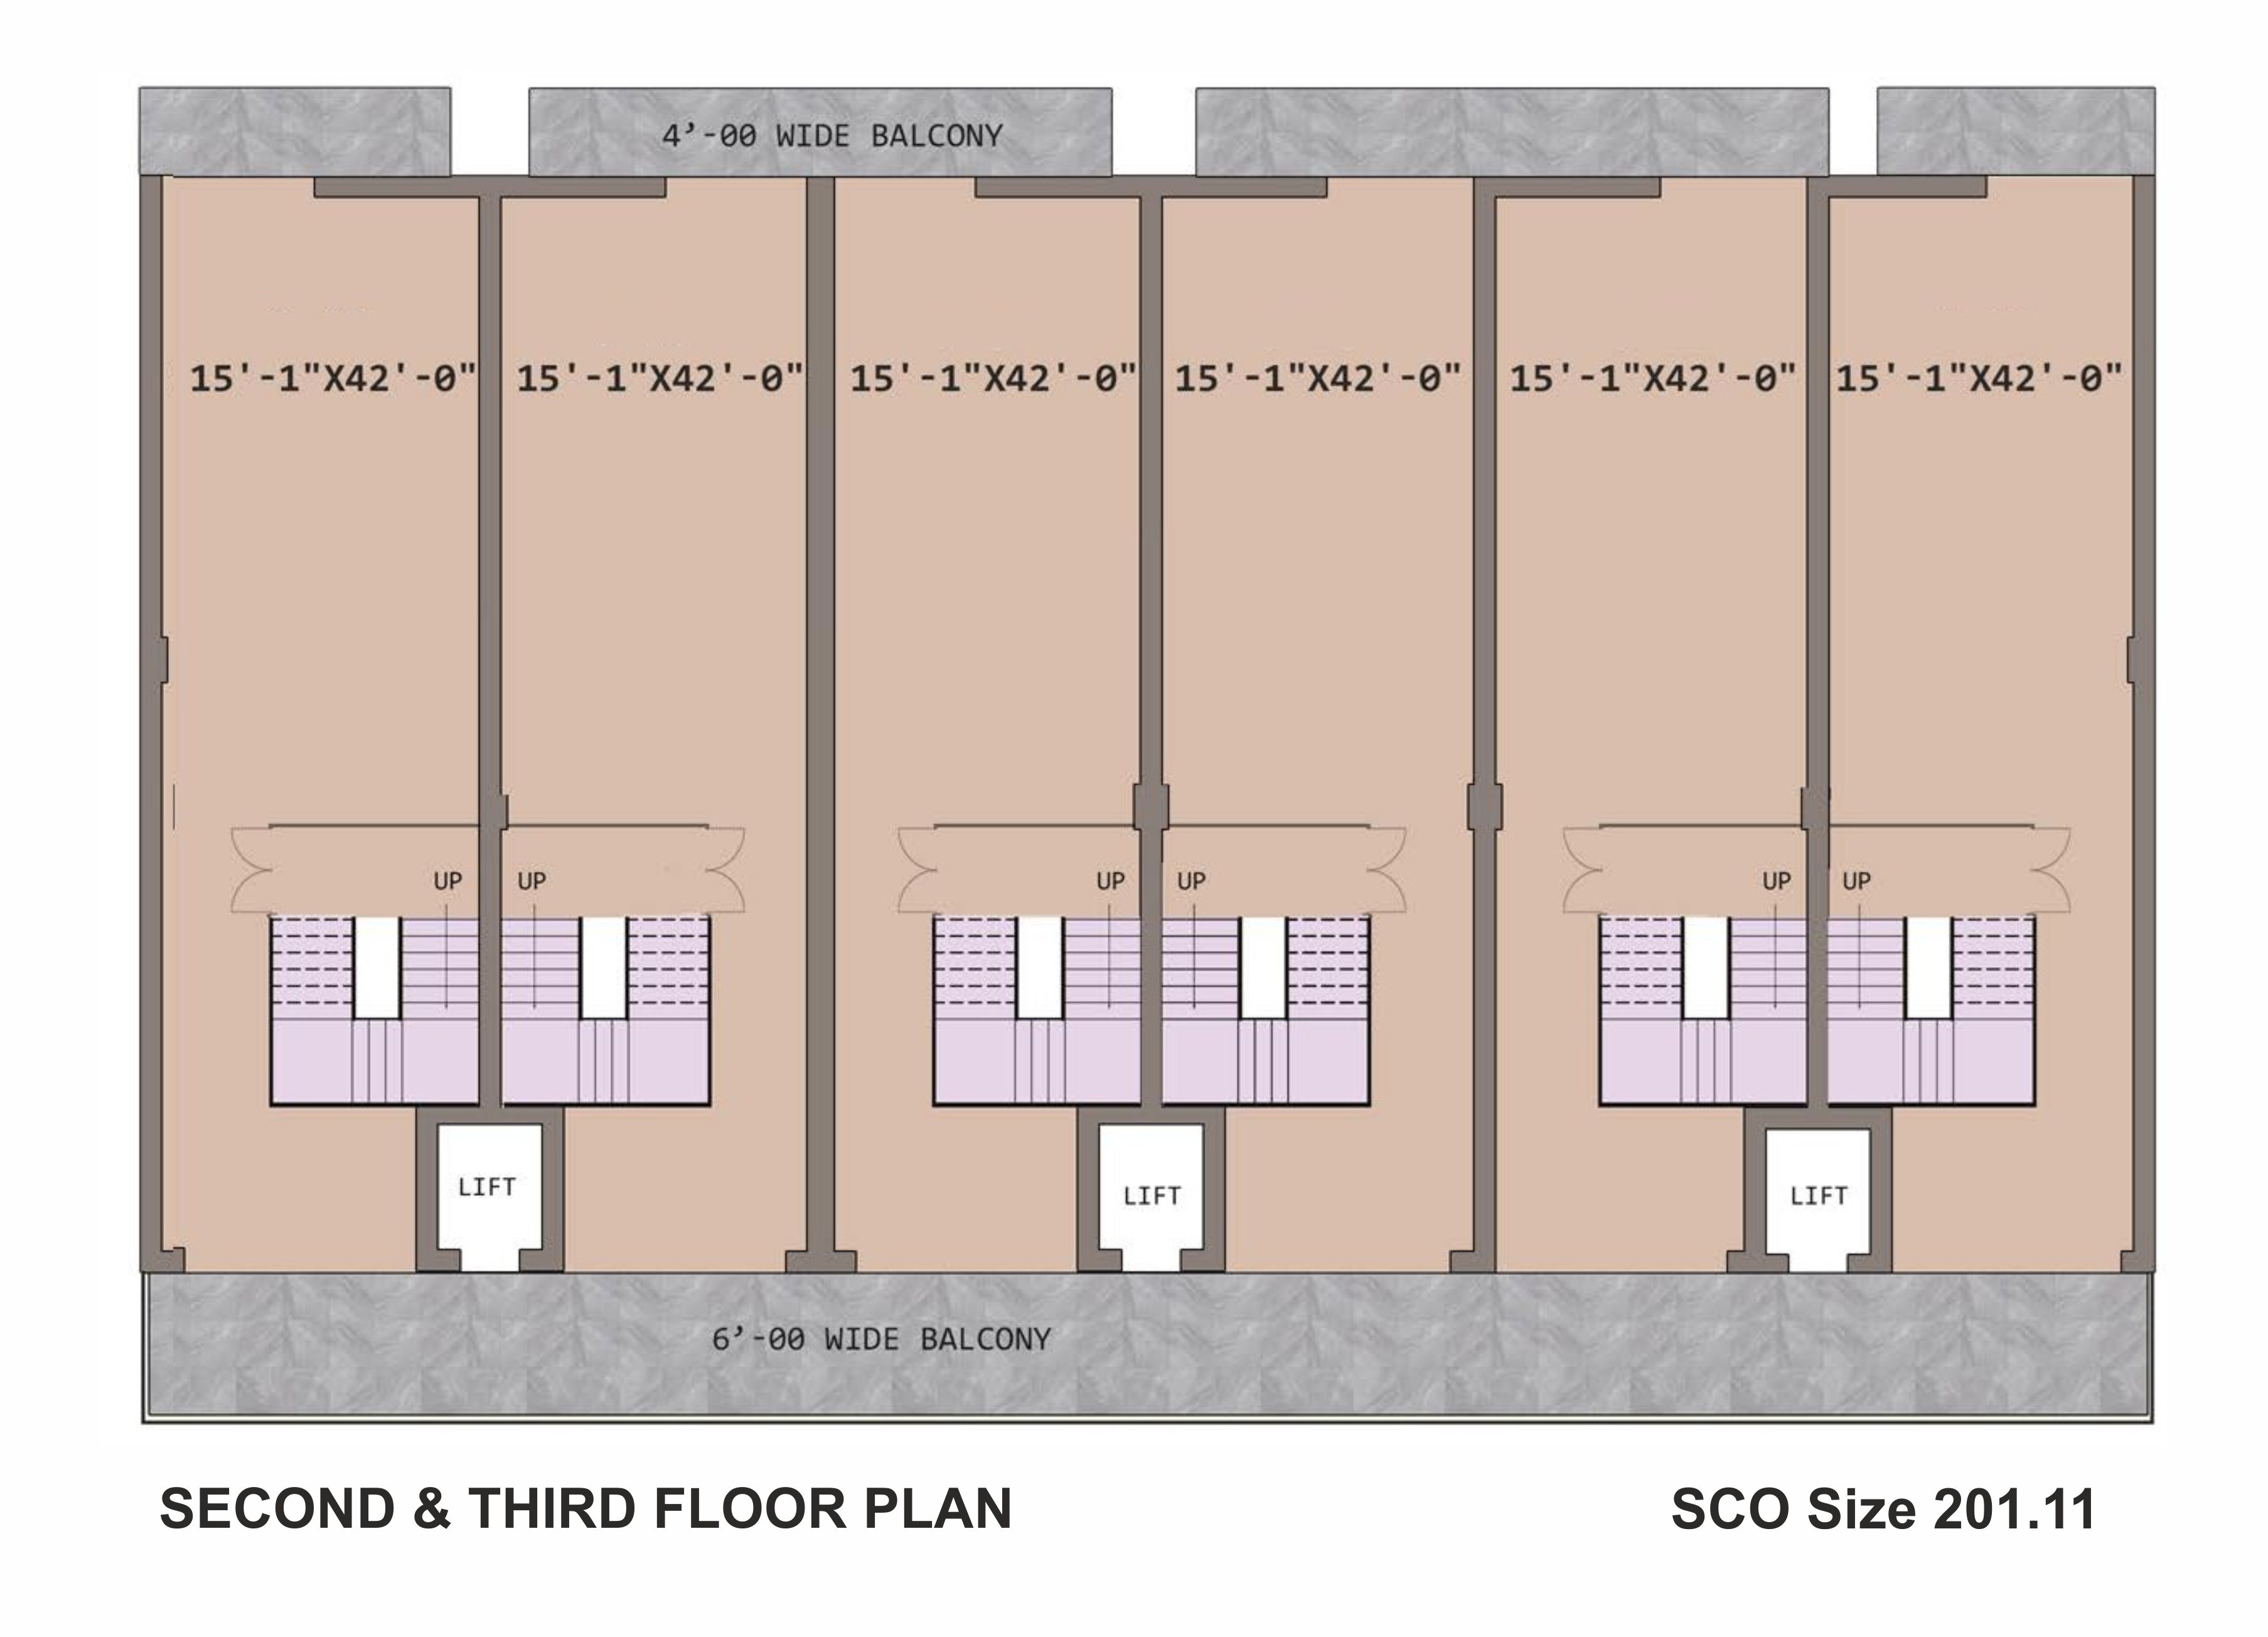 4’-00 WIDE BALCONY
15'-1"X42'-0" 15'-1"X42'-0" 15'-1"X42'-0" 15'-1"X42'-0" 15'-1"X42'-0" 15'-1"X42'-0"
UP UP UP UP UP UP
LIFT LIFT LIFT
6’-00 WIDE BALCONY
SECOND & THIRD FLOOR PLAN SCO Size 201.11